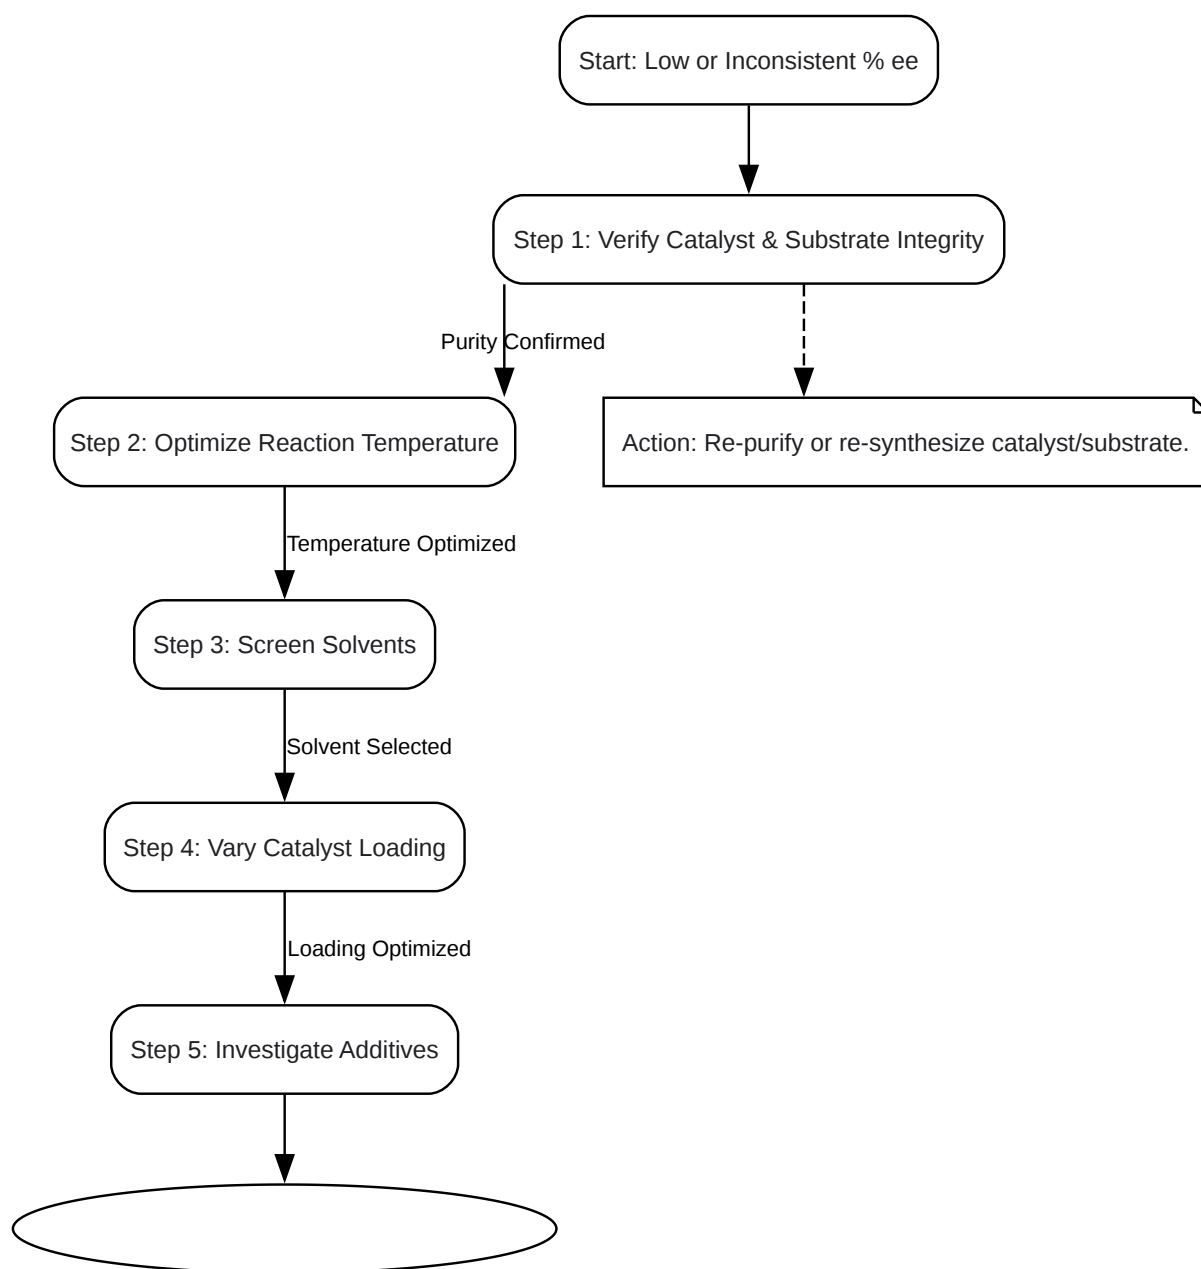 Start: Low or Inconsistent % ee
Step 1: Verify Catalyst & Substrate Integrity
Purity Confirmed
Step 2: Optimize Reaction Temperature
Action: Re-purify or re-synthesize catalyst/substrate.
Temperature Optimized
Step 3: Screen Solvents
Solvent Selected
Step 4: Vary Catalyst Loading
Loading Optimized
Step 5: Investigate Additives